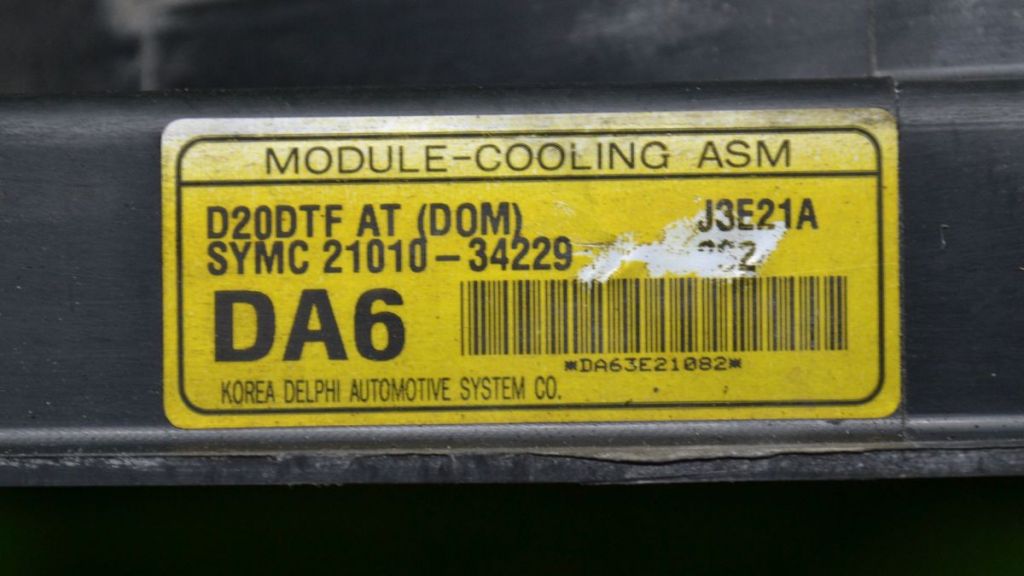 MODULE-COOLING ASM
D20DTF AT (DOM) J3E21A
SYMC 21010-34229
DA6
*DA63E21082*
KOREA DELPHI AUTOMOTIVE SYSTEM CO.